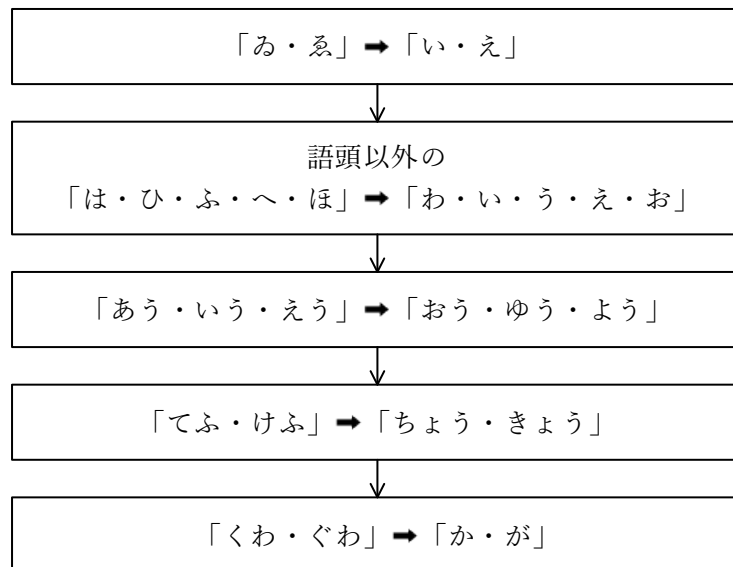 「ゐ・ゑ」➡「い・え」
語頭以外の
「は・ひ・ふ・へ・ほ」➡「わ・い・う・え・お」
「あう・いう・えう」➡「おう・ゆう・よう」
「てふ・けふ」➡「ちょう・きょう」
「くわ・ぐわ」➡「か・が」